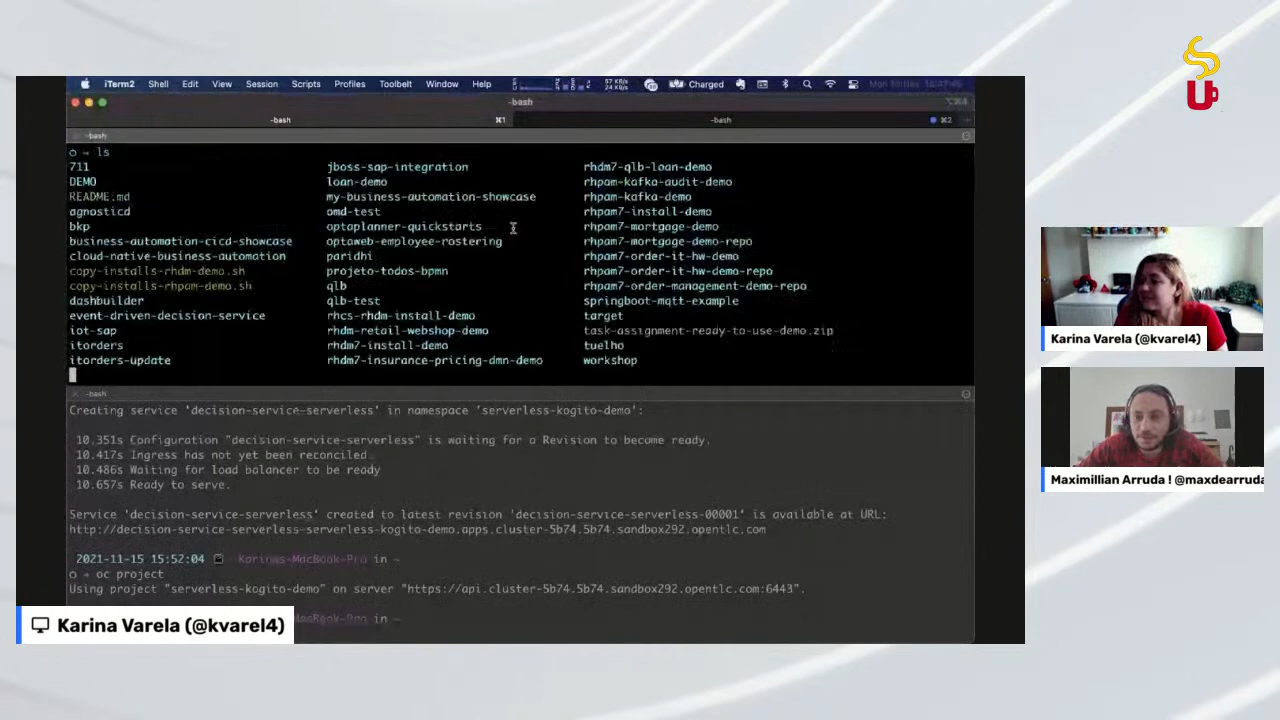 iTerm2 Shell Edit View Session Scripts Profiles Toolbelt Window Help 57 KB/s 24 KB/s Charged
-bash
-bash ⌘1 -bash ⌘2
-bash
→ ls
711 jboss-sap-integration rhdm7-qlb-loan-demo
DEMO loan-demo rhpam-kafka-audit-demo
README.md my-business-automation-showcase rhpam-kafka-demo
agnosticd omd-test rhpam7-install-demo
bkp optaplanner-quickstarts rhpam7-mortgage-demo
business-automation-cicd-showcase optaweb-employee-rostering rhpam7-mortgage-demo-repo
cloud-native-business-automation paridhi rhpam7-order-it-hw-demo
copy-installs-rhdm-demo.sh projeto-todos-bpmn rhpam7-order-it-hw-demo-repo
copy-installs-rhpam-demo.sh qlb rhpam7-order-management-demo-repo
dashbuilder qlb-test springboot-mqtt-example
event-driven-decision-service rhcs-rhdm-install-demo target
iot-sap rhdm-retail-webshop-demo task-assignment-ready-to-use-demo.zip
itorders rhdm7-install-demo tuelho
itorders-update rhdm7-insurance-pricing-dmn-demo workshop
-bash
Creating service 'decision-service-serverless' in namespace 'serverless-kogito-demo':
10.351s Configuration "decision-service-serverless" is waiting for a Revision to become ready.
10.417s Ingress has not yet been reconciled.
10.486s Waiting for load balancer to be ready
10.657s Ready to serve.
Service 'decision-service-serverless' created to latest revision 'decision-service-serverless-00001' is available at URL:
http://decision-service-serverless-serverless-kogito-demo.apps.cluster-5b74.5b74.sandbox292.opentlc.com
2021-11-15 15:52:04 Karinas-MacBook-Pro in ~
→ oc project
Using project "serverless-kogito-demo" on server "https://api.cluster-5b74.5b74.sandbox292.opentlc.com:6443".
MacBook-Pro in ~
Karina Varela (@kvarel4)
Karina Varela (@kvarel4)
Maximillian Arruda ! @maxdearruda